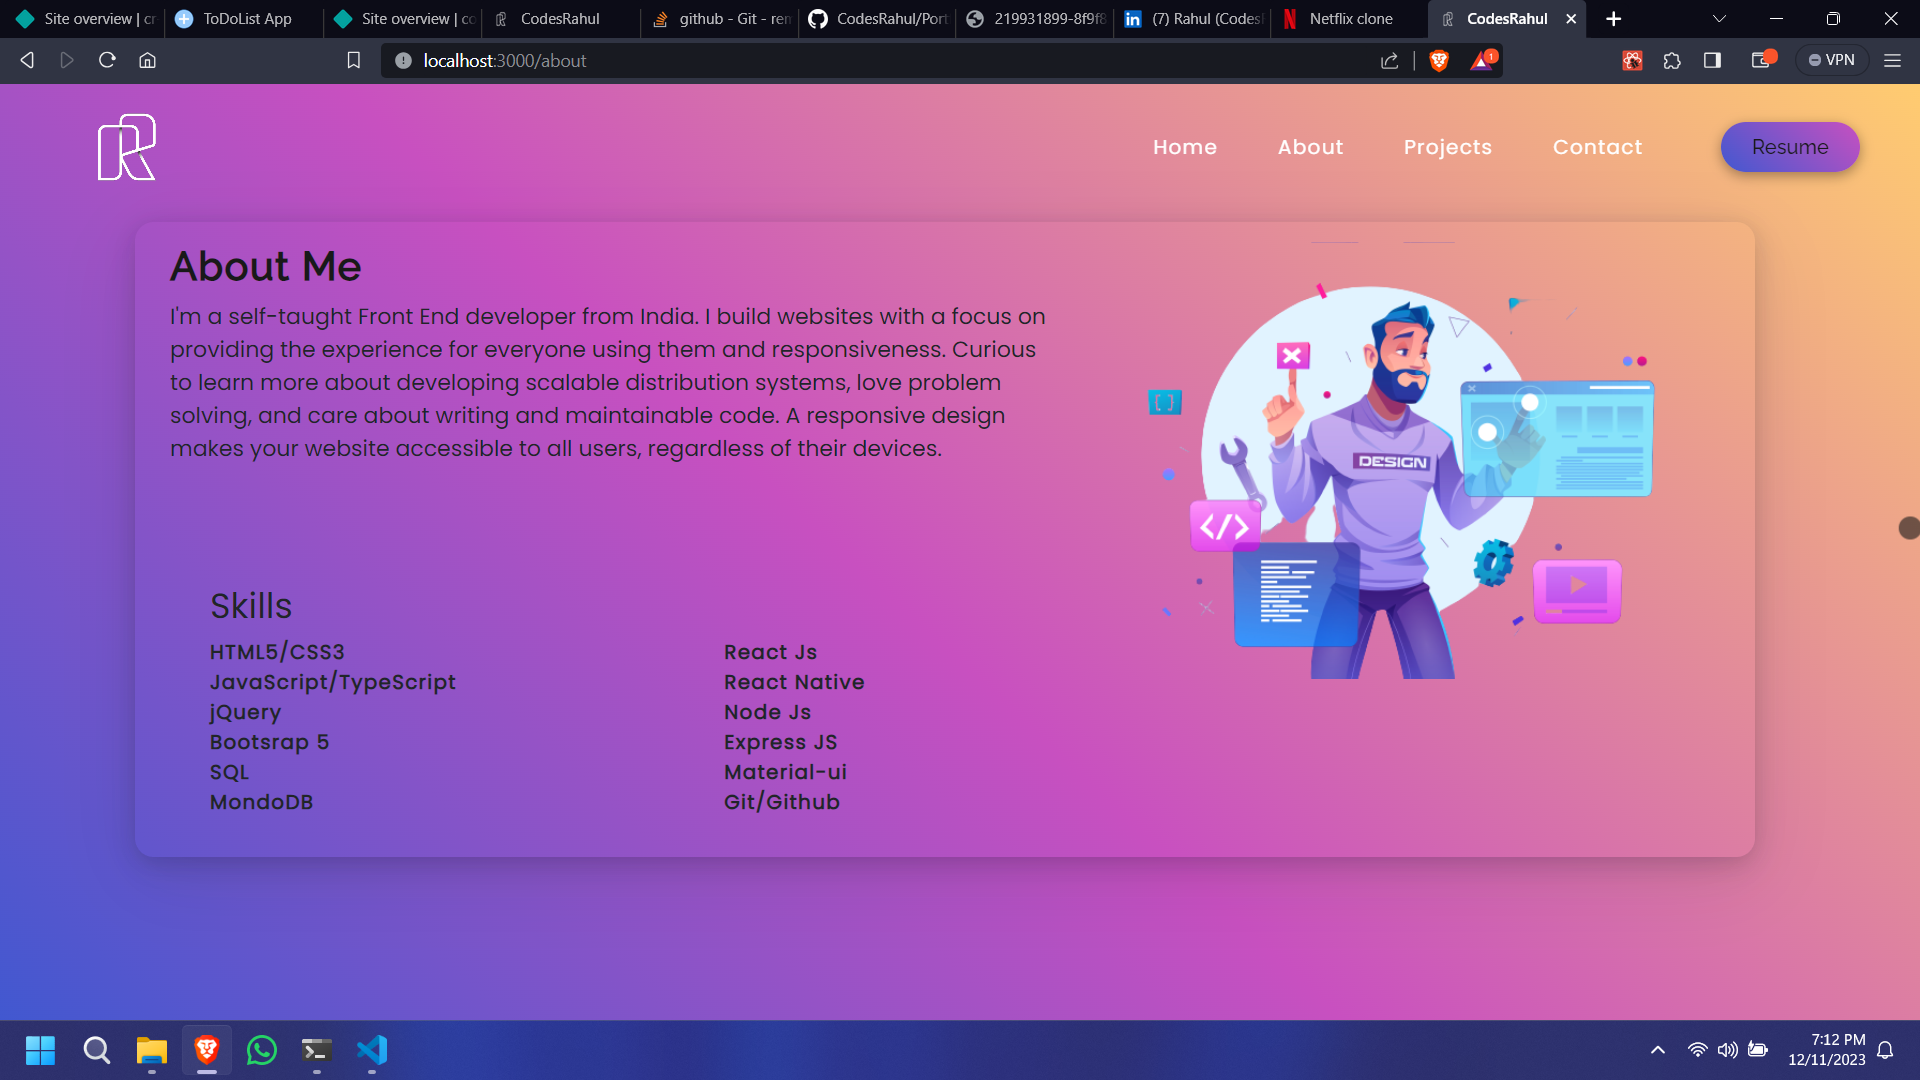 Site overview | cr
ToDoList App
Site overview | co
CodesRahul
github - Git - rem
CodesRahul/Port
219931899-8f9f8
(7) Rahul (CodesR
Netflix clone
CodesRahul
localhost:3000/about
1
VPN
R
Home
About
Projects
Contact
Resume
About Me
I'm a self-taught Front End developer from India. I build websites with a focus on
providing the experience for everyone using them and responsiveness. Curious
to learn more about developing scalable distribution systems, love problem
solving, and care about writing and maintainable code. A responsive design
makes your website accessible to all users, regardless of their devices.
DESIGN
Skills
HTML5/CSS3
JavaScript/TypeScript
jQuery
Bootsrap 5
SQL
MondoDB
React Js
React Native
Node Js
Express JS
Material-ui
Git/Github
7:12 PM
12/11/2023